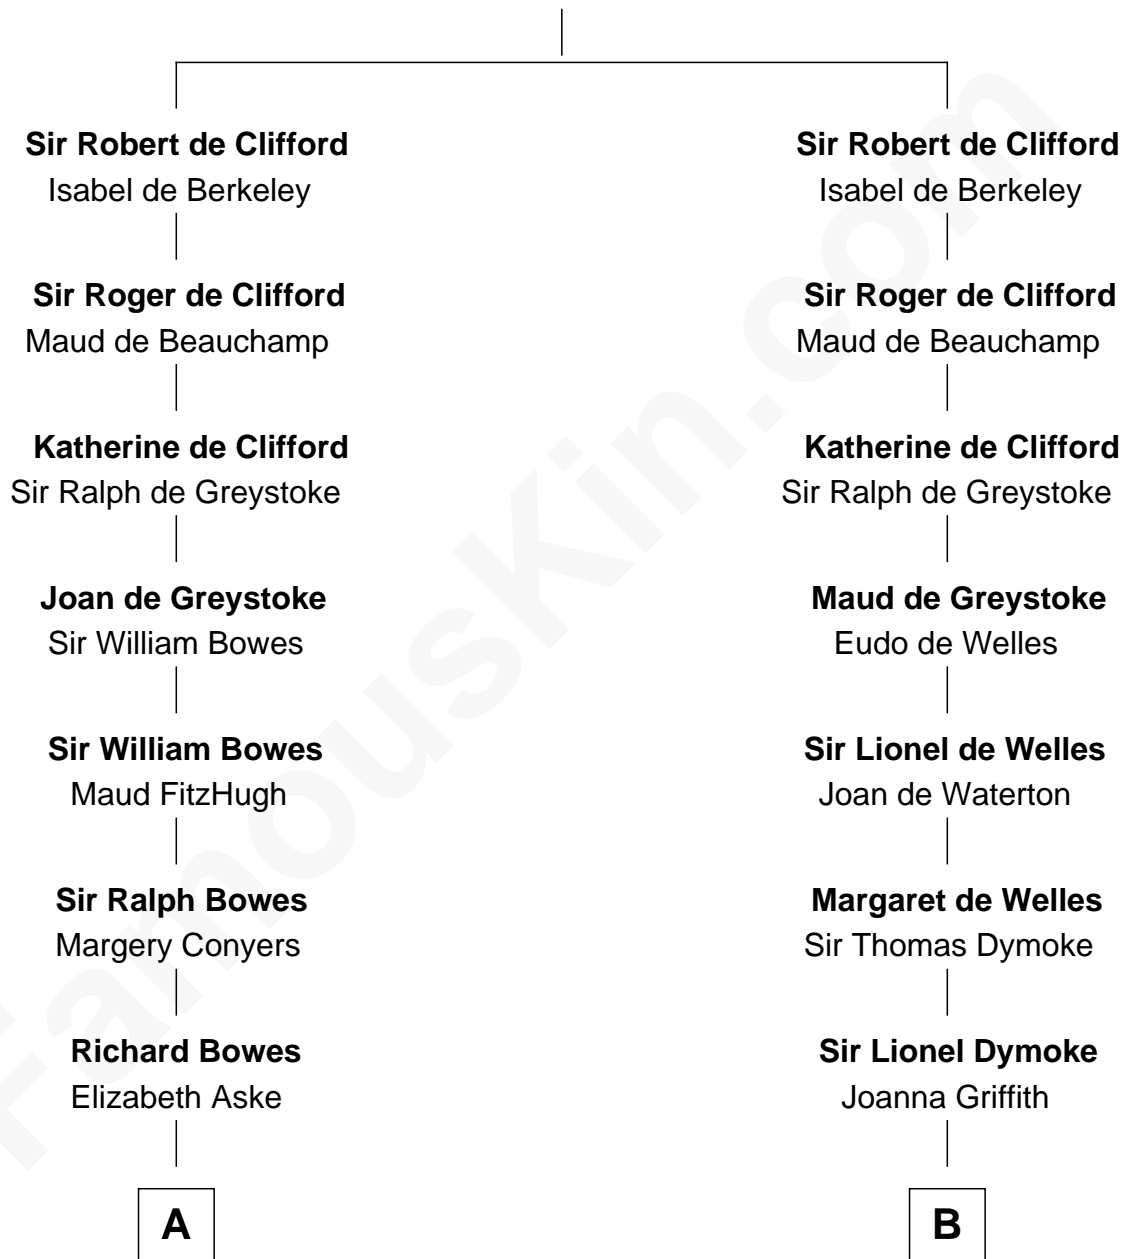 Sir Robert de Clifford
Isabel de Berkeley
Sir Roger de Clifford
Maud de Beauchamp
Katherine de Clifford
Sir Ralph de Greystoke
Joan de Greystoke
Sir William Bowes
Sir William Bowes
Maud FitzHugh
Sir Ralph Bowes
Margery Conyers
Richard Bowes
Elizabeth Aske
A
Sir Robert de Clifford
Isabel de Berkeley
Sir Roger de Clifford
Maud de Beauchamp
Katherine de Clifford
Sir Ralph de Greystoke
Maud de Greystoke
Eudo de Welles
Sir Lionel de Welles
Joan de Waterton
Margaret de Welles
Sir Thomas Dymoke
Sir Lionel Dymoke
Joanna Griffith
B
FamousKin.com